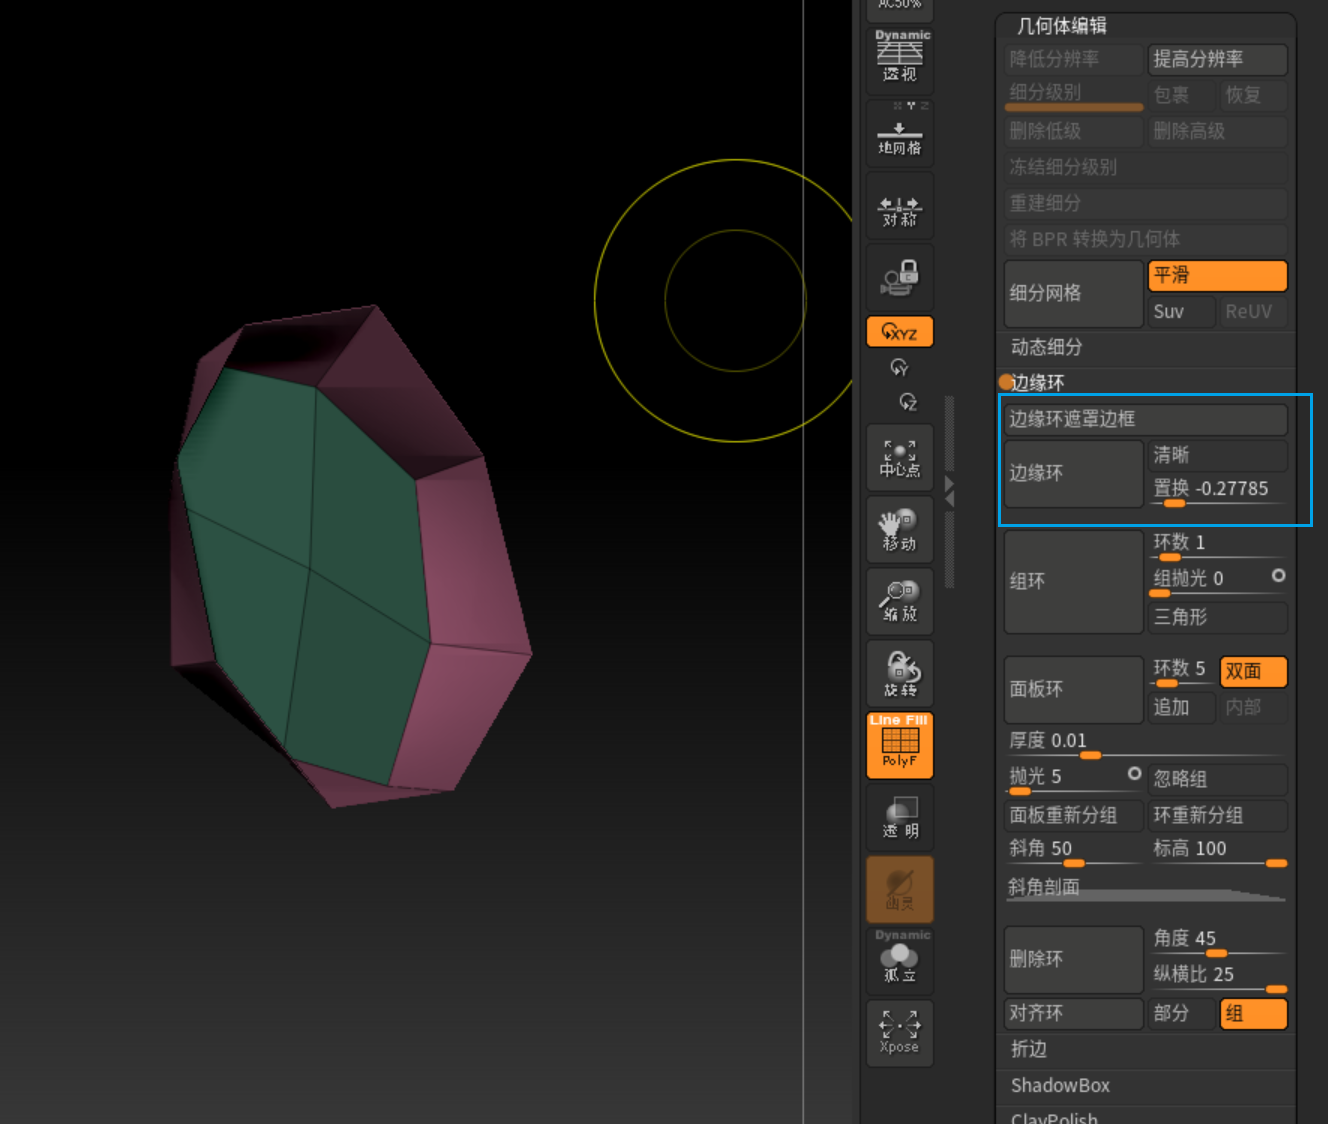 AC50%
Dynamic
透视
X Y Z
地网格
对称
XYZ
Y
Z
中心点
移动
缩放
旋转
Line Fill
PolyF
透明
幽灵
Dynamic
孤立
Xpose
几何体编辑
降低分辨率 提高分辨率
细分级别 包裹 恢复
删除低级 删除高级
冻结细分级别
重建细分
将 BPR 转换为几何体
细分网格 平滑
Suv ReUV
动态细分
边缘环
边缘环遮罩边框
边缘环 清晰
置换 -0.27785
组环 环数 1
组抛光 0
三角形
面板环 环数 5 双面
追加 内部
厚度 0.01
抛光 5 忽略组
面板重新分组 环重新分组
斜角 50 标高 100
斜角剖面
删除环 角度 45
纵横比 25
对齐环 部分 组
折边
ShadowBox
ClayPolish